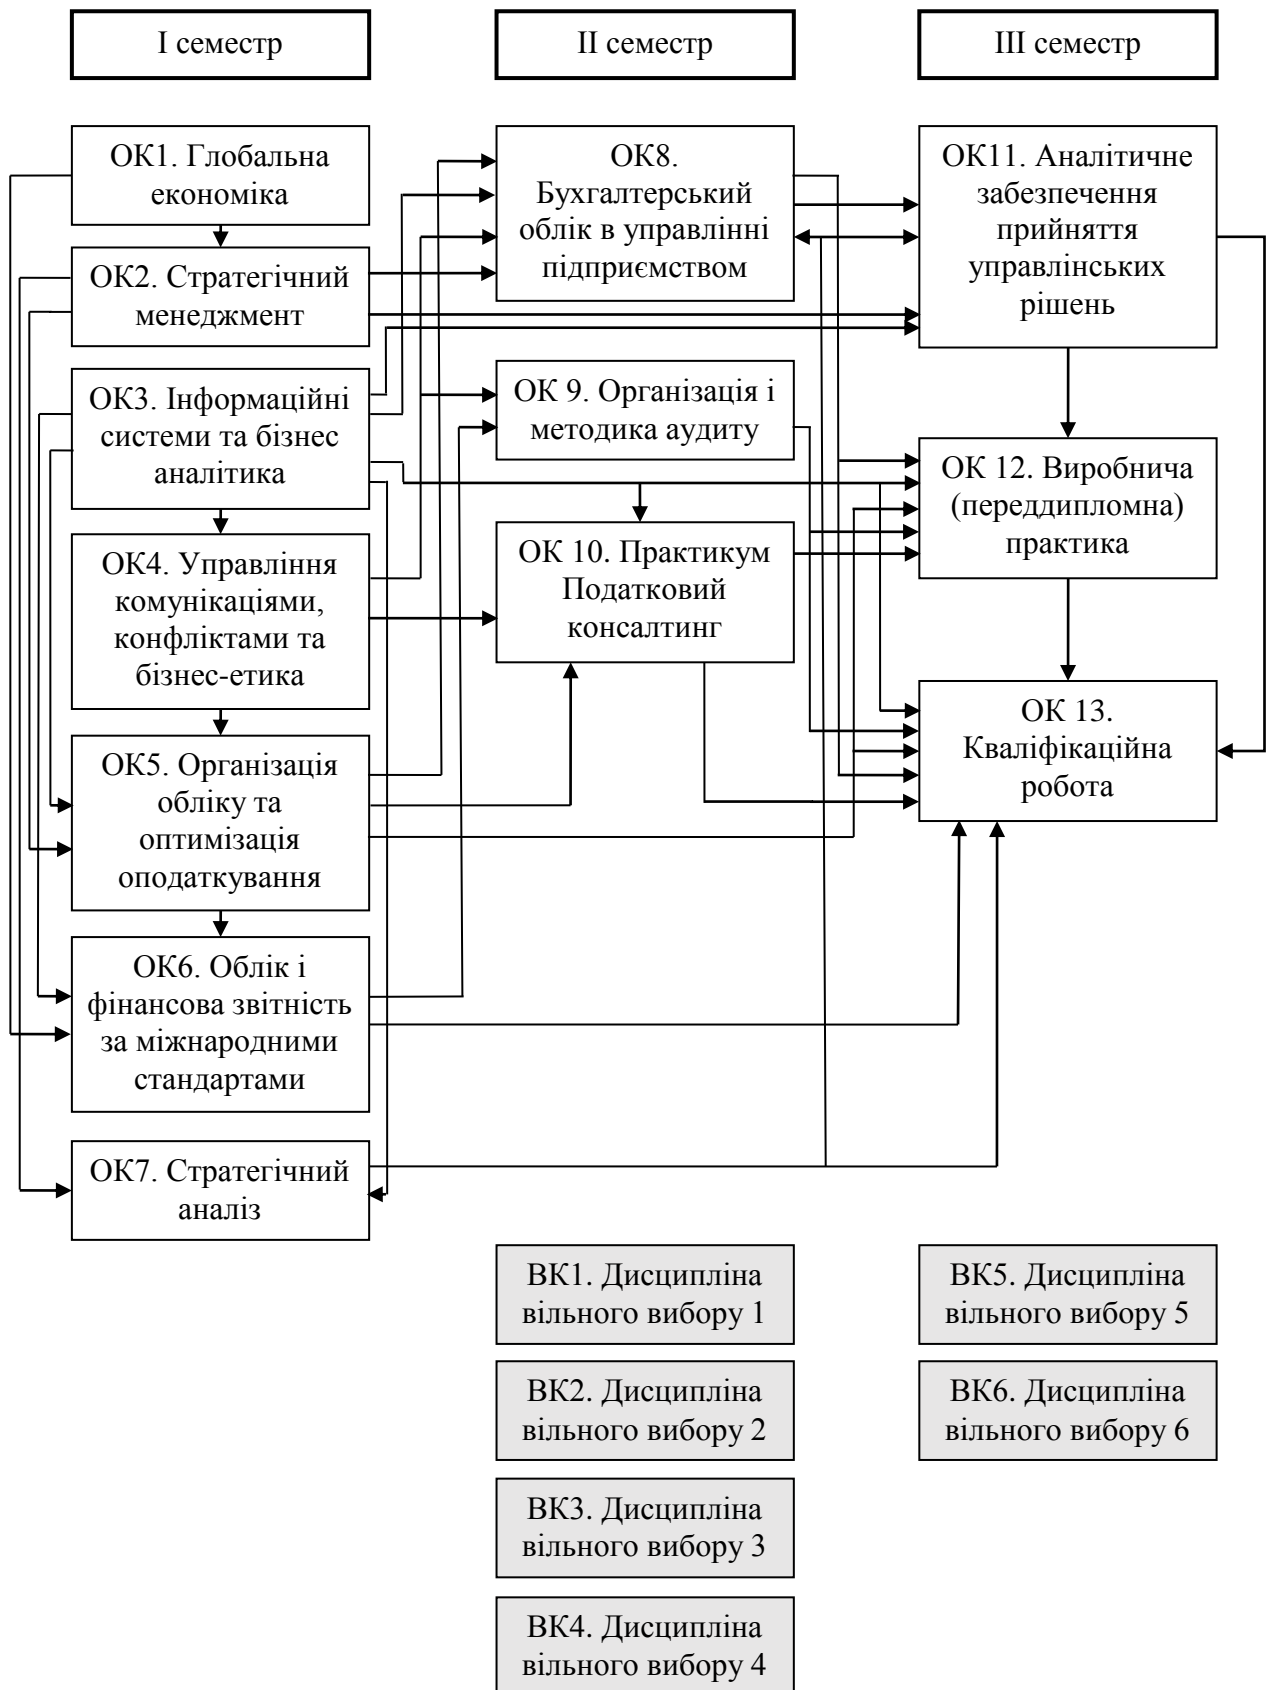 І семестр
ІІ семестр
ІІІ семестр
ОК1. Глобальна
економіка
ОК2. Стратегічний
менеджмент
ОК3. Інформаційні
системи та бізнес
аналітика
ОК4. Управління
комунікаціями,
конфліктами та
бізнес-етика
ОК5. Організація
обліку та
оптимізація
оподаткування
ОК6. Облік і
фінансова звітність
за міжнародними
стандартами
ОК7. Стратегічний
аналіз
ОК8.
Бухгалтерський
облік в управлінні
підприємством
ОК 9. Організація і
методика аудиту
ОК 10. Практикум
Податковий
консалтинг
ВК1. Дисципліна
вільного вибору 1
ВК2. Дисципліна
вільного вибору 2
ВК3. Дисципліна
вільного вибору 3
ВК4. Дисципліна
вільного вибору 4
ОК11. Аналітичне
забезпечення
прийняття
управлінських
рішень
ОК 12. Виробнича
(переддипломна)
практика
ОК 13.
Кваліфікаційна
робота
ВК5. Дисципліна
вільного вибору 5
ВК6. Дисципліна
вільного вибору 6